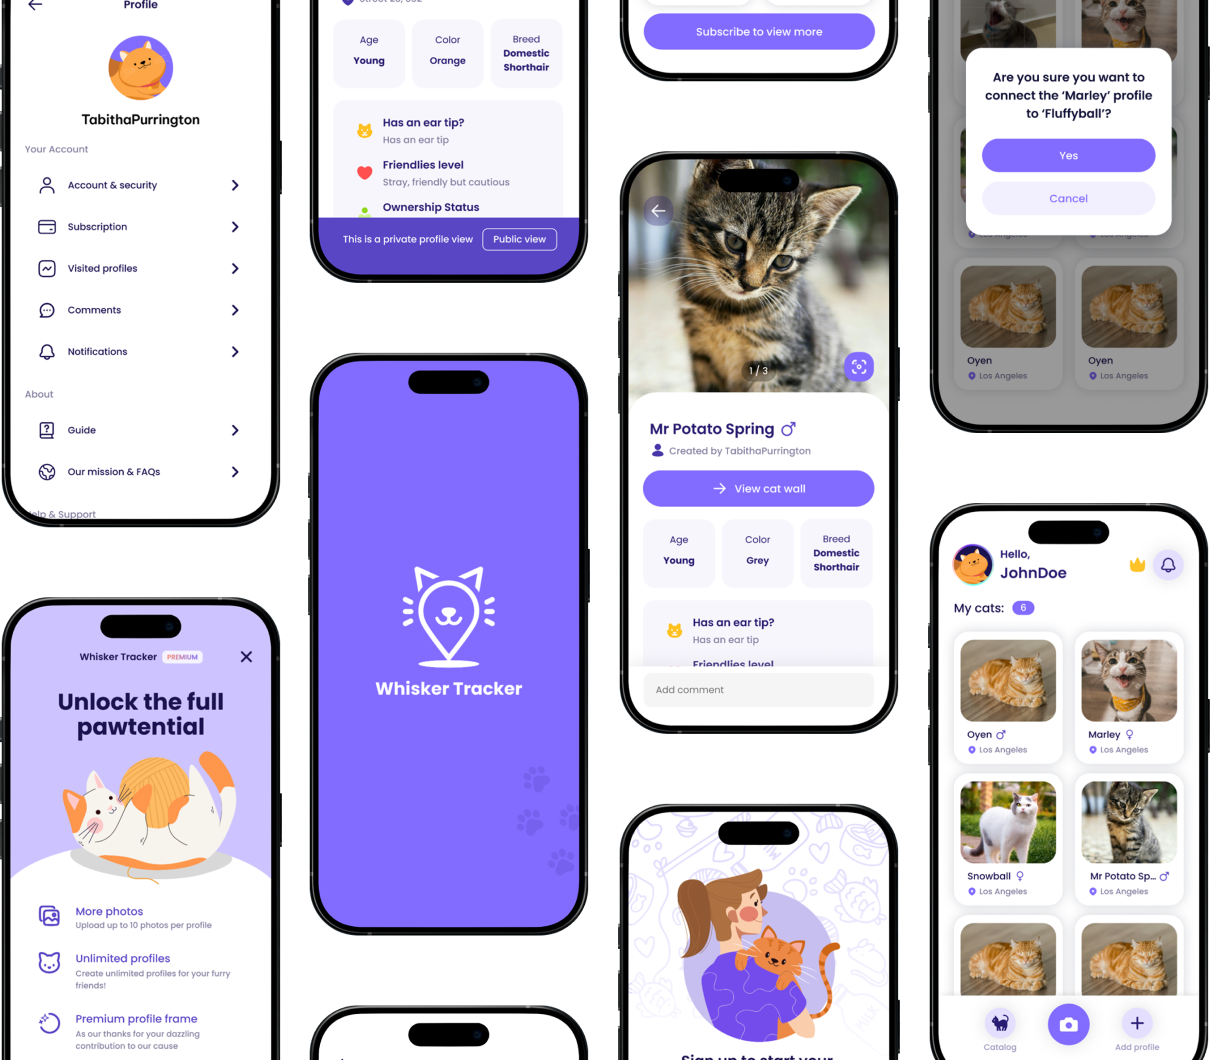 Profile
TabithaPurrington
Your Account
Account & security
Subscription
Visited profiles
Comments
Notifications
About
Guide
Our mission & FAQs
Help & Support
Whisker Tracker PREMIUM
Unlock the full
pawtential
More photos
Upload up to 10 photos per profile
Unlimited profiles
Create unlimited profiles for your furry
friends!
Premium profile frame
As our thanks for your dazzling
contribution to our cause
Age
Young
Color
Orange
Breed
Domestic
Shorthair
Has an ear tip?
Has an ear tip
Friendlies level
Stray, friendly but cautious
Ownership Status
This is a private profile view
Public view
Whisker Tracker
Subscribe to view more
1 / 3
Mr Potato Spring
Created by TabithaPurrington
View cat wall
Age
Young
Color
Grey
Breed
Domestic
Shorthair
Has an ear tip?
Has an ear tip
Friendlies level
Add comment
Sign up to start your
Are you sure you want to
connect the ‘Marley’ profile
to ‘Fluffyball’?
Yes
Cancel
Los Angeles
Los Angeles
Oyen
Los Angeles
Oyen
Los Angeles
Hello,
JohnDoe
My cats: 6
Oyen
Los Angeles
Marley
Los Angeles
Snowball
Los Angeles
Mr Potato Sp...
Los Angeles
Catalog
Add profile